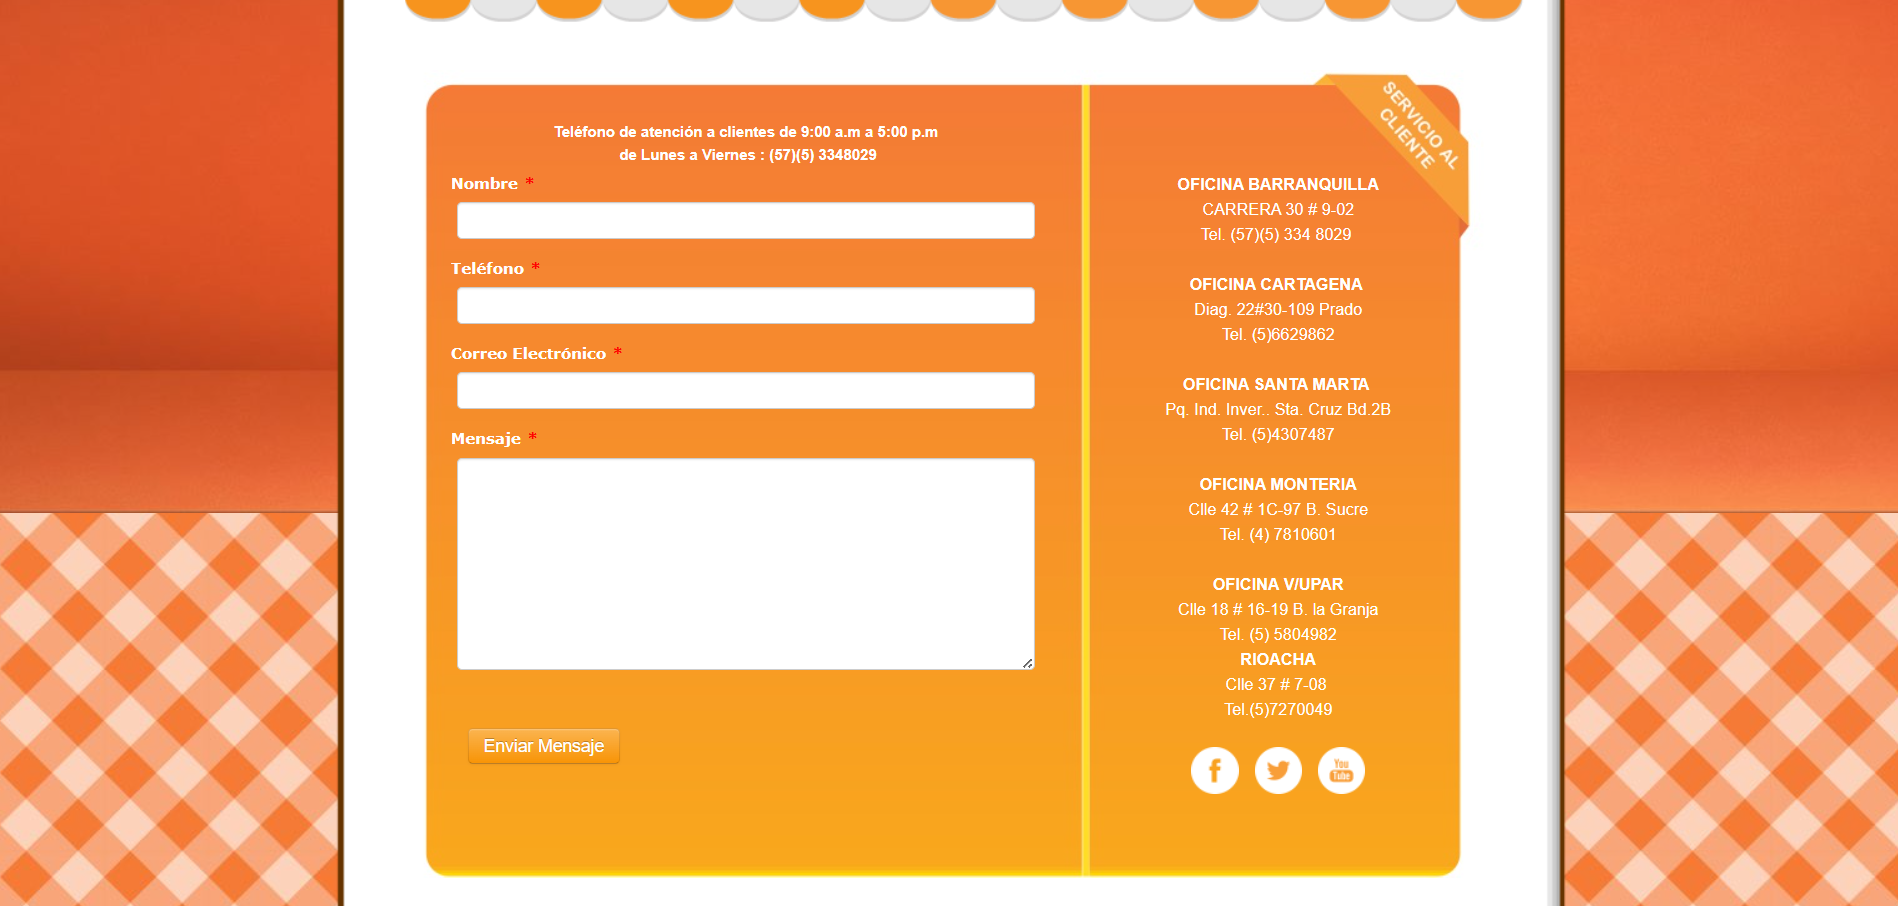 Teléfono de atención a clientes de 9:00 a.m a 5:00 p.m
de Lunes a Viernes : (57)(5) 3348029
Nombre *
Teléfono *
Correo Electrónico *
Mensaje *
Enviar Mensaje
SERVICIO AL
CLIENTE
OFICINA BARRANQUILLA
CARRERA 30 # 9-02
Tel. (57)(5) 334 8029
OFICINA CARTAGENA
Diag. 22#30-109 Prado
Tel. (5)6629862
OFICINA SANTA MARTA
Pq. Ind. Inver.. Sta. Cruz Bd.2B
Tel. (5)4307487
OFICINA MONTERIA
Clle 42 # 1C-97 B. Sucre
Tel. (4) 7810601
OFICINA V/UPAR
Clle 18 # 16-19 B. la Granja
Tel. (5) 5804982
RIOACHA
Clle 37 # 7-08
Tel.(5)7270049
f
You
Tube